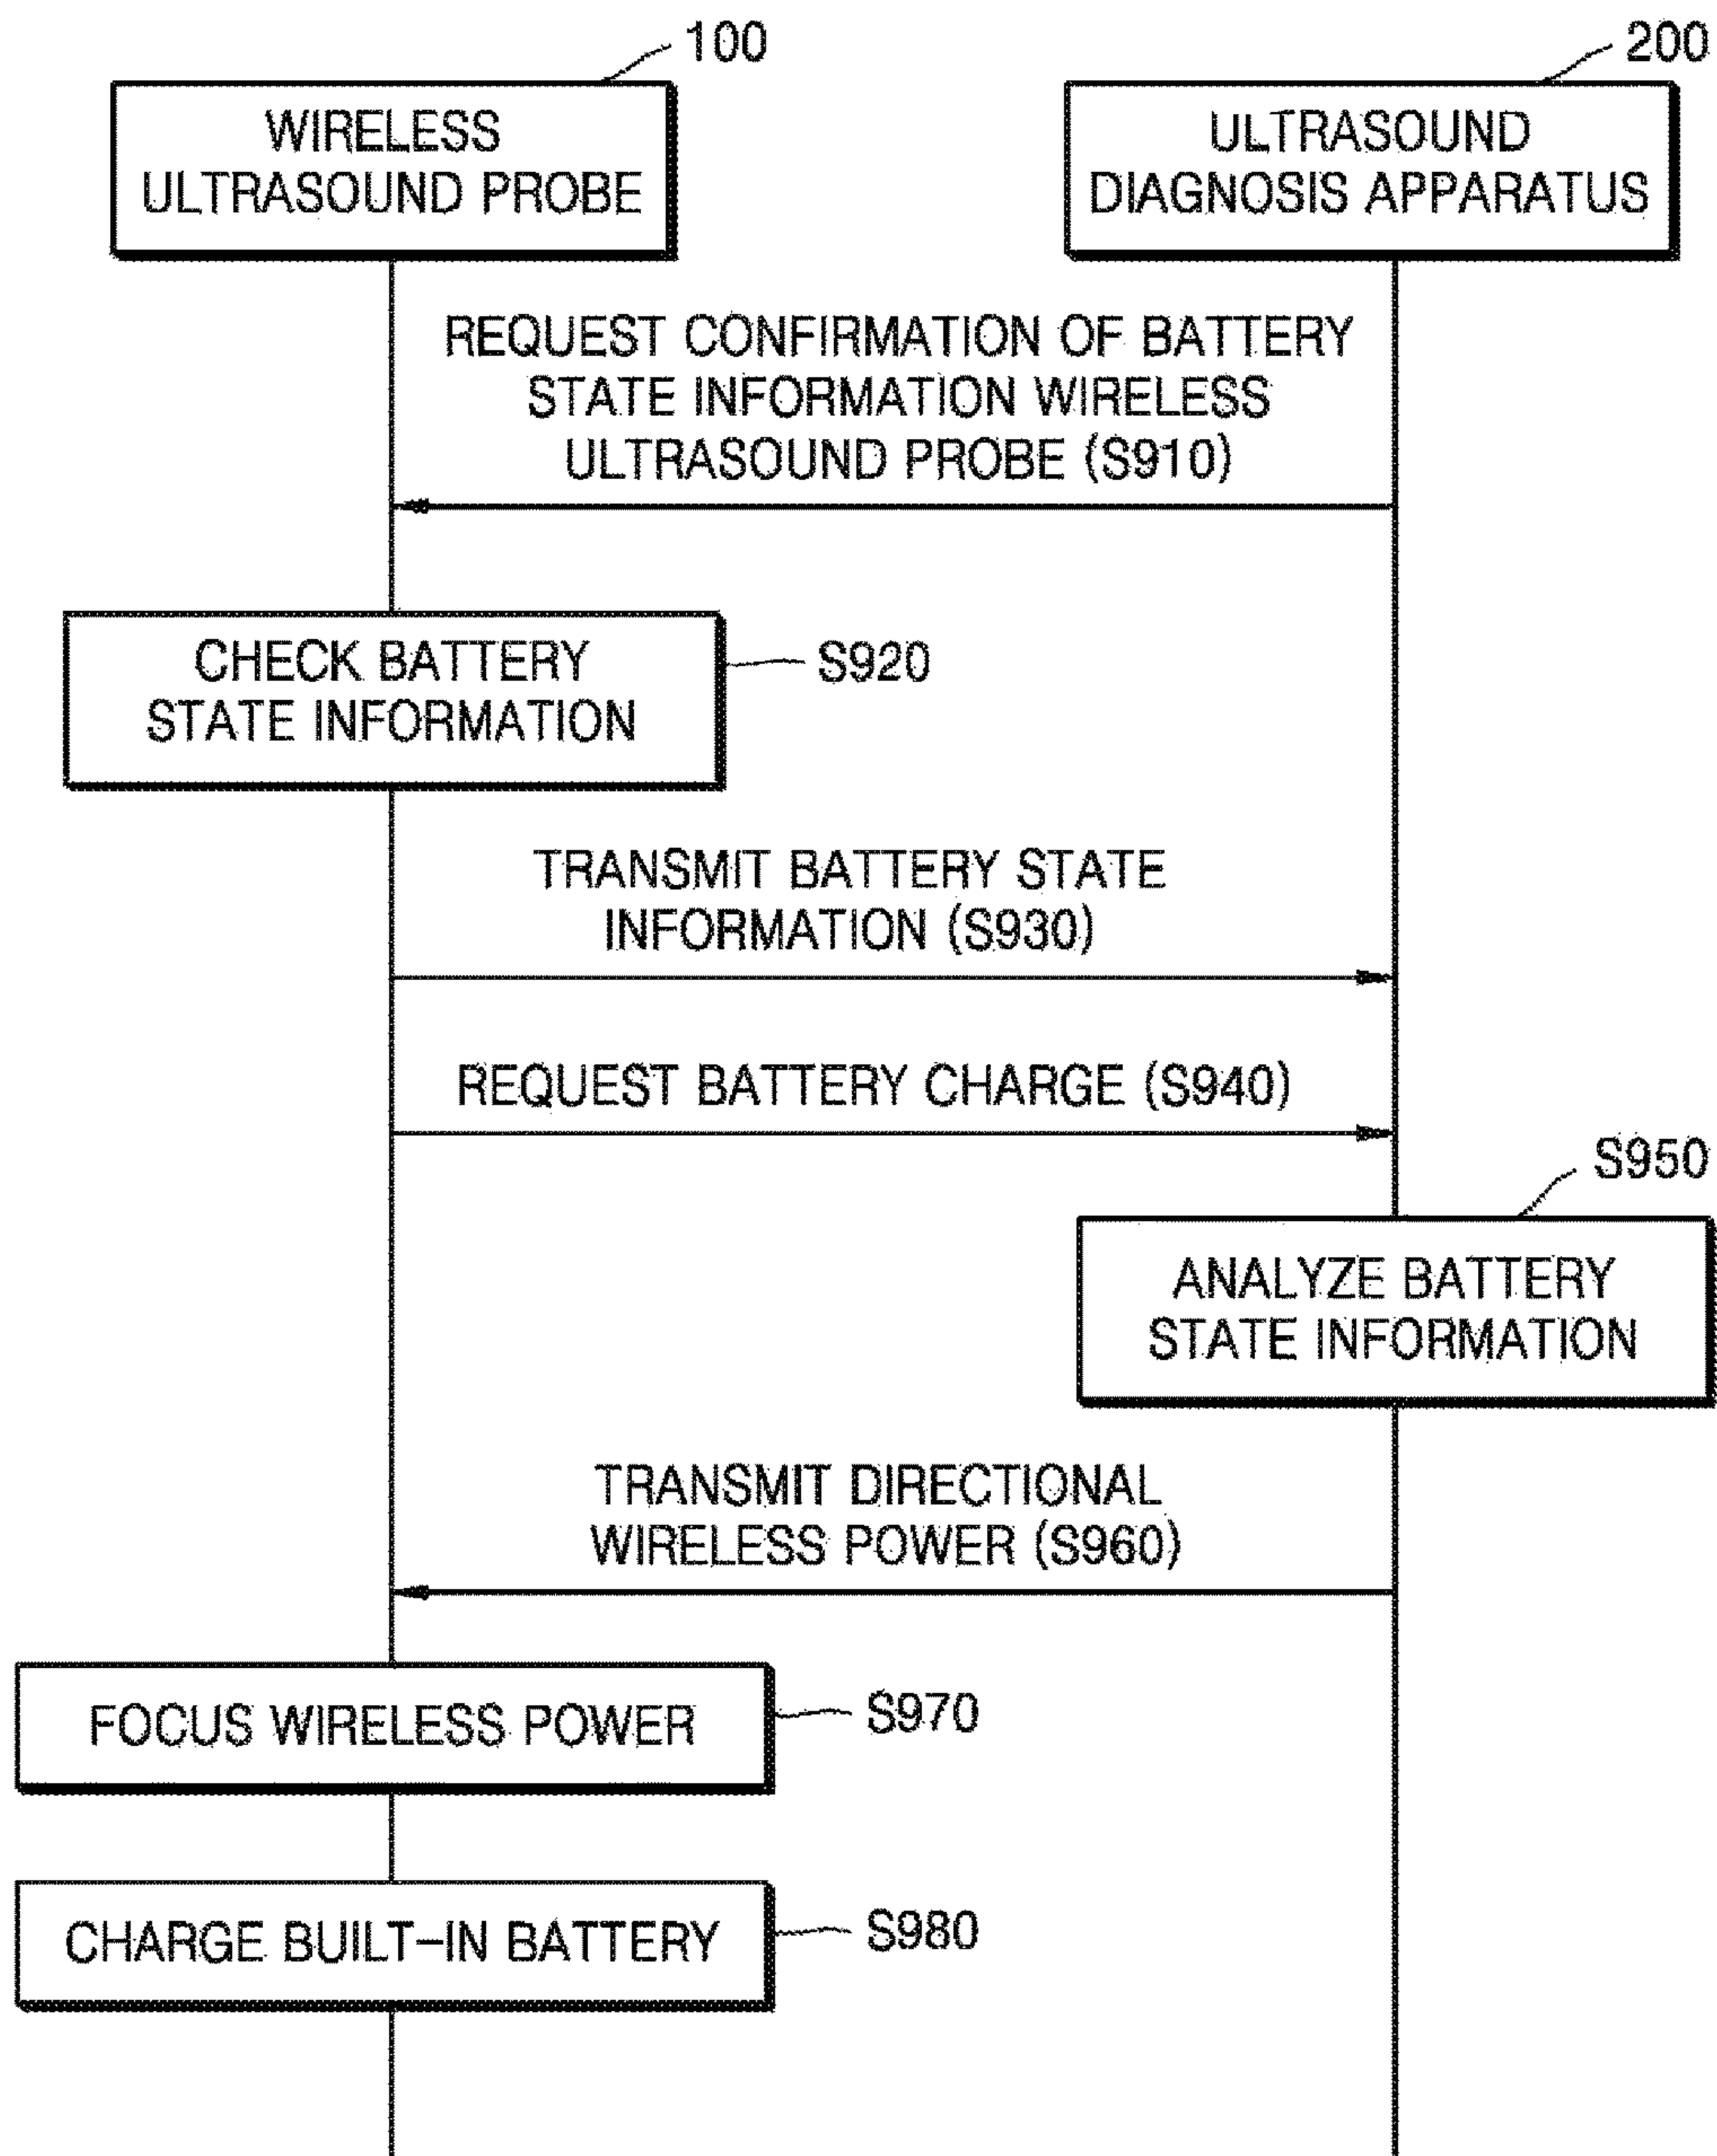 100
200
WIRELESS
ULTRASOUND PROBE
ULTRASOUND
DIAGNOSIS APPARATUS
REQUEST CONFIRMATION OF BATTERY
STATE INFORMATION WIRELESS
ULTRASOUND PROBE (S910)
CHECK BATTERY
STATE INFORMATION
S920
TRANSMIT BATTERY STATE
INFORMATION (S930)
REQUEST BATTERY CHARGE (S940)
S950
ANALYZE BATTERY
STATE INFORMATION
TRANSMIT DIRECTIONAL
WIRELESS POWER (S960)
FOCUS WIRELESS POWER
S970
CHARGE BUILT-IN BATTERY
S980